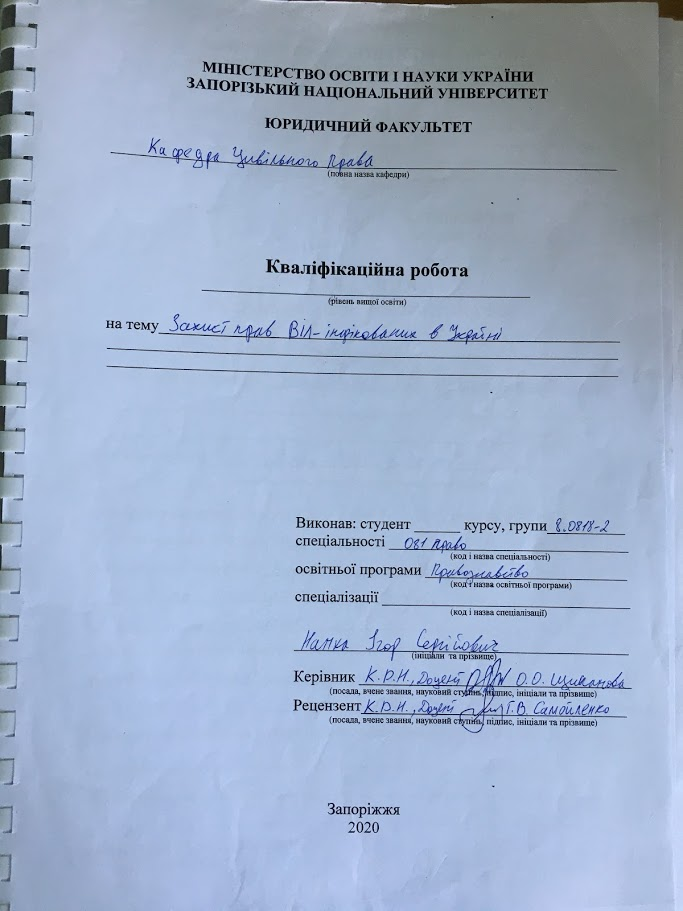 МІНІСТЕРСТВО ОСВІТИ І НАУКИ УКРАЇНИ
ЗАПОРІЗЬКИЙ НАЦІОНАЛЬНИЙ УНІВЕРСИТЕТ
ЮРИДИЧНИЙ ФАКУЛЬТЕТ
Кафедра Цивільного Права
(повна назва кафедри)
Кваліфікаційна робота
(рівень вищої освіти)
на тему Захист прав Віл-інфікованих в Україні
Виконав: студент курсу, групи 8.0818-2
спеціальності 081 право
(код і назва спеціальності)
освітньої програми Правознавство
(код і назва освітньої програми)
спеціалізації
(код і назва спеціалізації)
Ігор Сергійович
(ініціали та прізвище)
Керівник К.Ю.Н., Доцент О.О.
(посада, вчене звання, науковий ступінь, підпис, ініціали та прізвище)
Рецензент К.Ю.Н., Доцент Г.В. Самойленко
(посада, вчене звання, науковий ступінь, підпис, ініціали та прізвище)
Запоріжжя
2020